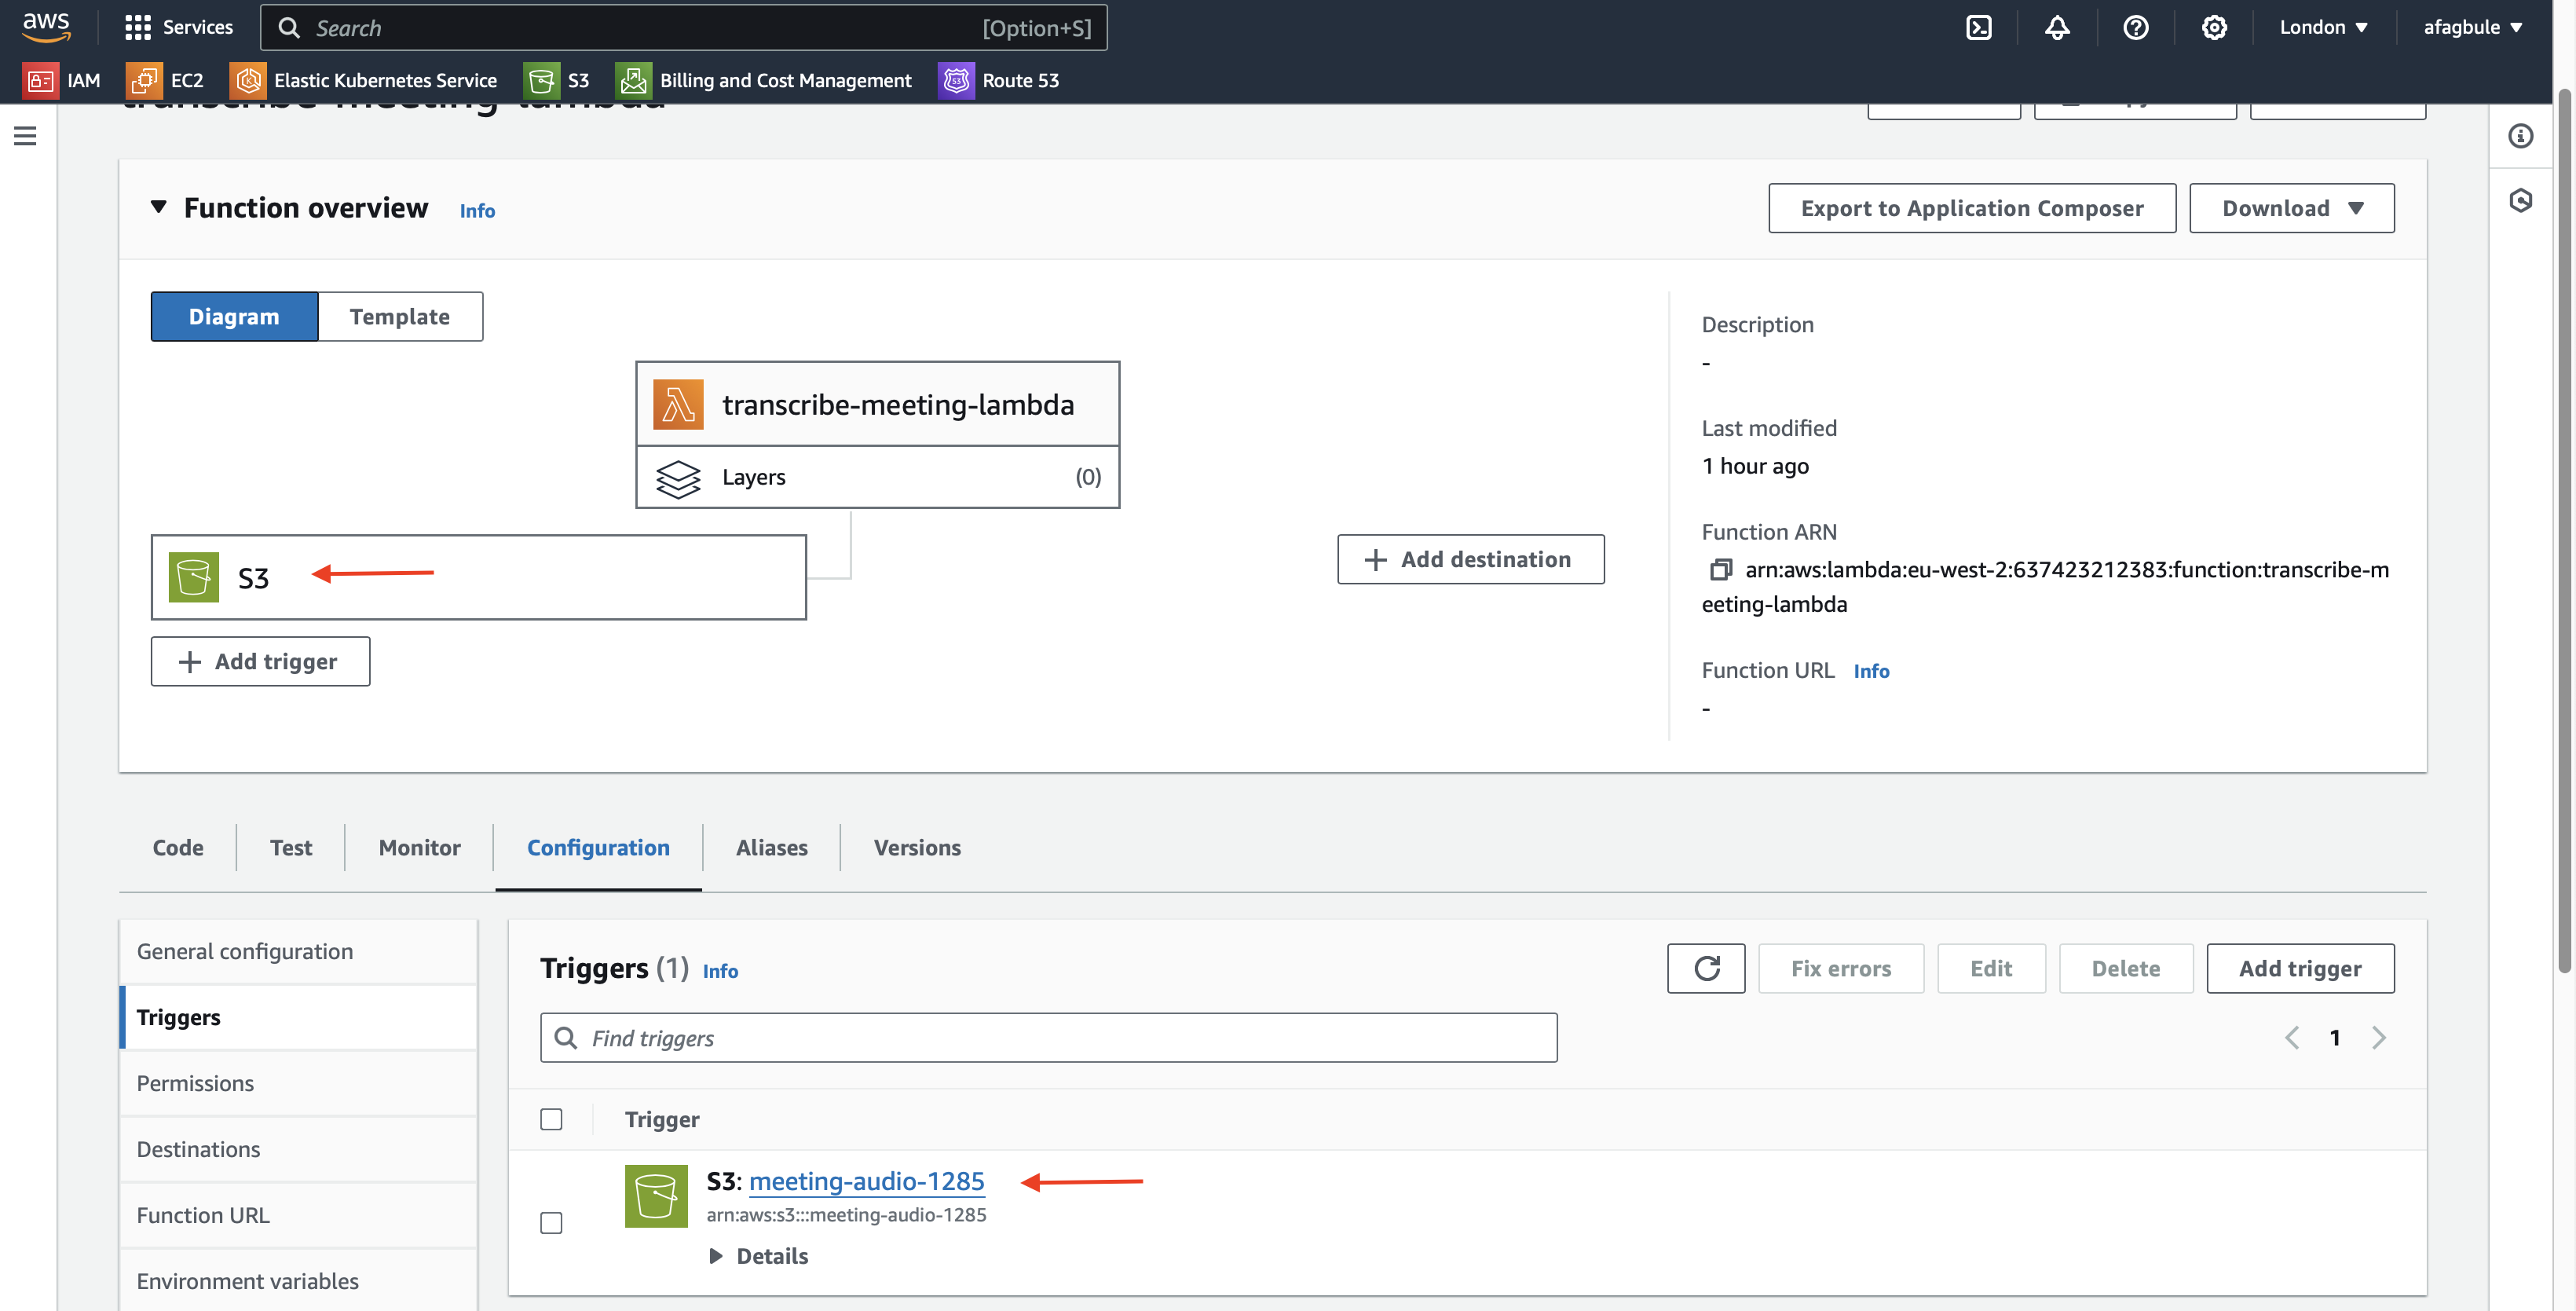 aws
Services
Search
[Option+S]
London
afagbule
IAM
EC2
Elastic Kubernetes Service
S3
Billing and Cost Management
Route 53
transcribe-meeting-lambda
Function overview
Info
Export to Application Composer
Download
Diagram
Template
transcribe-meeting-lambda
Layers
(0)
S3
Add trigger
Add destination
Description
-
Last modified
1 hour ago
Function ARN
arn:aws:lambda:eu-west-2:637423212383:function:transcribe-m
eeting-lambda
Function URL Info
-
Code
Test
Monitor
Configuration
Aliases
Versions
General configuration
Triggers
Permissions
Destinations
Function URL
Environment variables
Triggers (1) Info
Fix errors
Edit
Delete
Add trigger
Find triggers
1
Trigger
S3: meeting-audio-1285
arn:aws:s3:::meeting-audio-1285
Details